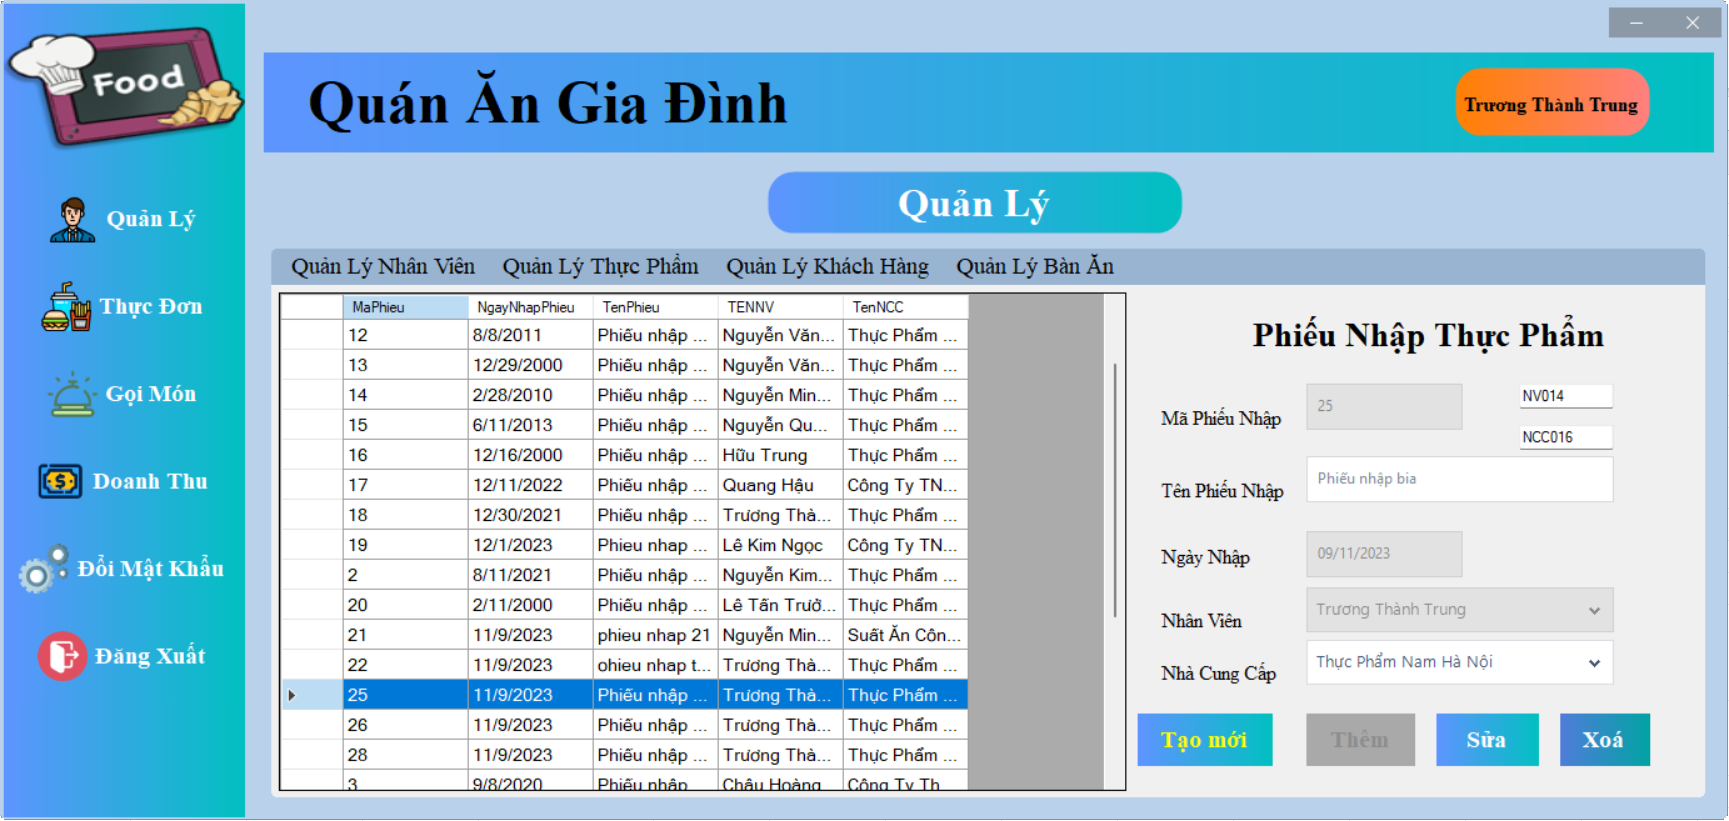 Food
Quán Ăn Gia Đình
Trương Thành Trung
Quản Lý
Quản Lý
Thực Đơn
Gọi Món
Doanh Thu
Đổi Mật Khẩu
Đăng Xuất
Quản Lý Nhân Viên Quản Lý Thực Phẩm Quản Lý Khách Hàng Quản Lý Bàn Ăn
MaPhieu NgayNhapPhieu TenPhieu TENNV TenNCC
12 8/8/2011 Phiếu nhập ... Nguyễn Văn... Thực Phẩm ...
13 12/29/2000 Phiếu nhập ... Nguyễn Văn... Thực Phẩm ...
14 2/28/2010 Phiếu nhập ... Nguyễn Min... Thực Phẩm ...
15 6/11/2013 Phiếu nhập ... Nguyễn Qu... Thực Phẩm ...
16 12/16/2000 Phiếu nhập ... Hữu Trung Thực Phẩm ...
17 12/11/2022 Phiếu nhập ... Quang Hậu Công Ty TN...
18 12/30/2021 Phiếu nhập ... Trương Thà... Thực Phẩm ...
19 12/1/2023 Phieu nhap ... Lê Kim Ngọc Công Ty TN...
2 8/11/2021 Phiếu nhập ... Nguyễn Kim... Thực Phẩm ...
20 2/11/2000 Phiếu nhập ... Lê Tấn Trưở... Thực Phẩm ...
21 11/9/2023 phieu nhap 21 Nguyễn Min... Suất Ăn Côn...
22 11/9/2023 ohieu nhap t... Trương Thà... Thực Phẩm ...
25 11/9/2023 Phiếu nhập ... Trương Thà... Thực Phẩm ...
26 11/9/2023 Phiếu nhập ... Trương Thà... Thực Phẩm ...
28 11/9/2023 Phiếu nhập ... Trương Thà... Thực Phẩm ...
3 9/8/2020 Phiếu nhập Châu Hoàng Công Ty Th
Phiếu Nhập Thực Phẩm
Mã Phiếu Nhập 25 NV014
NCC016
Tên Phiếu Nhập Phiếu nhập bia
Ngày Nhập 09/11/2023
Nhân Viên Trương Thành Trung
Nhà Cung Cấp Thực Phẩm Nam Hà Nội
Tạo mới Thêm Sửa Xoá